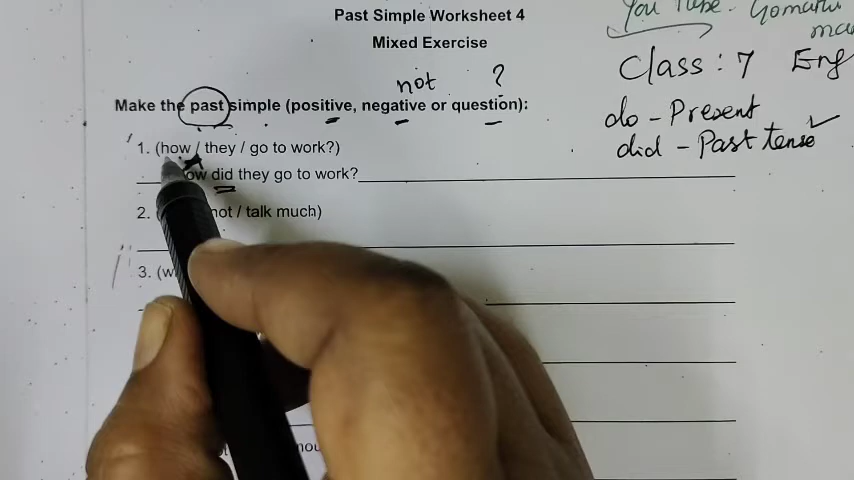 Past Simple Worksheet 4
You Tube.
Mixed Exercise
Class : 7 Eng
not ?
Make the past simple (positive, negative or question):
do - Present
did - Past tense
1. (how / they / go to work?)
How did they go to work?
2. not / talk much)
3. (w